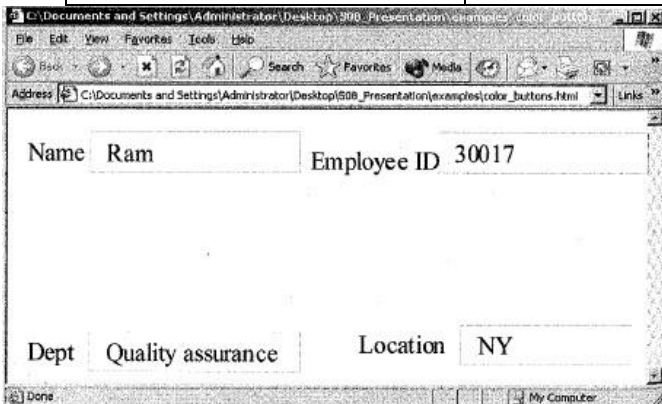 C:\Documents and Settings\Administrator\Desktop\508_Presentation\examples\color_buttons.
File Edit View Favorites Tools Help
Back Search Favorites Media
Address C:\Documents and Settings\Administrator\Desktop\508_Presentation\examples\color_buttons.html Links
Name Ram Employee ID 30017
Dept Quality assurance Location NY
Done My Computer